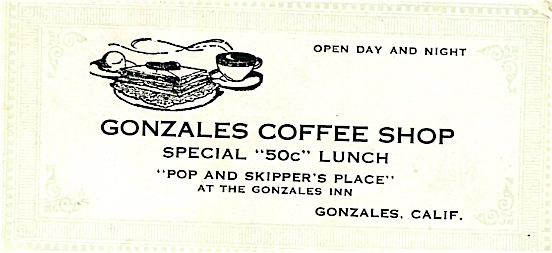 OPEN DAY AND NIGHT
GONZALES COFFEE SHOP
SPECIAL "50c" LUNCH
"POP AND SKIPPER'S PLACE"
AT THE GONZALES INN
GONZALES, CALIF.